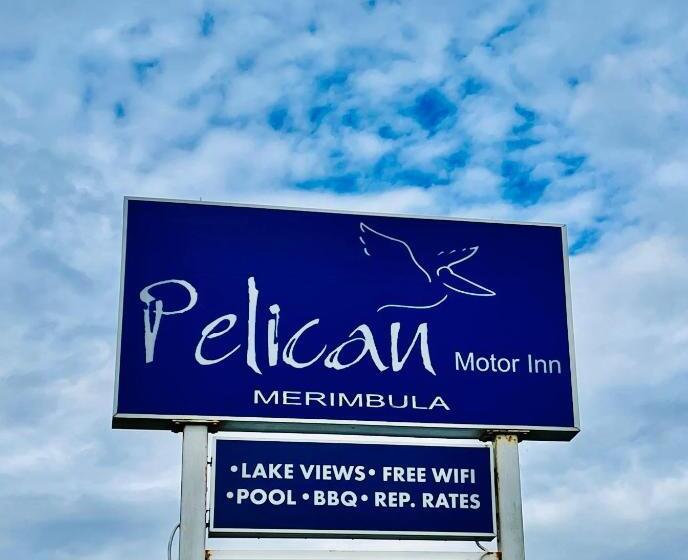 Pelican Motor Inn
MERIMBULA
•LAKE VIEWS• FREE WIFI
•POOL •BBQ• REP. RATES